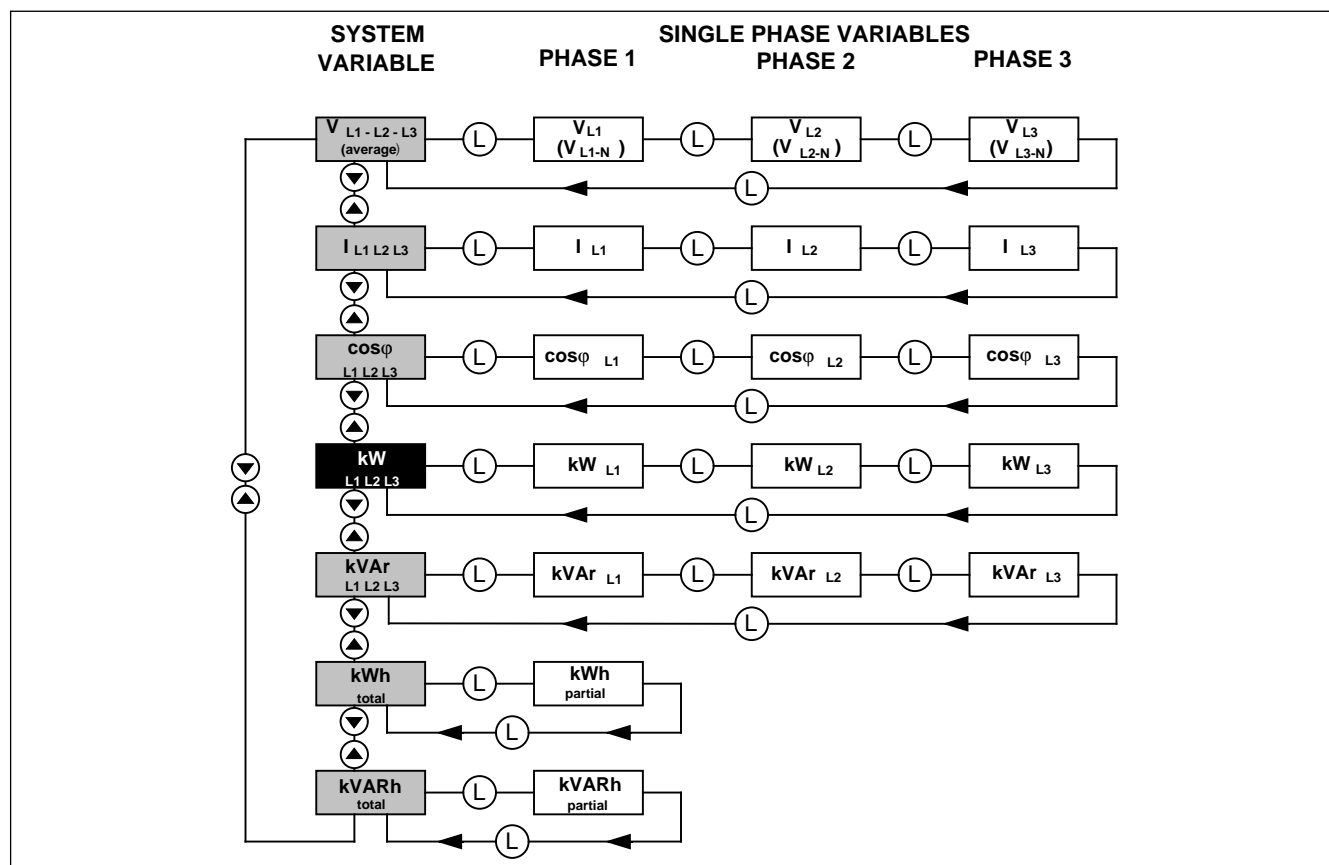 SYSTEM
VARIABLE
SINGLE PHASE VARIABLES
PHASE 1
PHASE 2
PHASE 3
V L1 - L2 - L3
(average)
L
V L1
(V L1-N )
L
V L2
(V L2-N )
L
V L3
(V L3-N)
L
I L1 L2 L3
L
I L1
L
I L2
L
I L3
L
cosφ
L1 L2 L3
L
cosφ L1
L
cosφ L2
L
cosφ L3
L
kW
L1 L2 L3
L
kW L1
L
kW L2
L
kW L3
L
kVAr
L1 L2 L3
L
kVAr L1
L
kVAr L2
L
kVAr L3
L
kWh
total
L
kWh
partial
L
kVARh
total
L
kVARh
partial
L